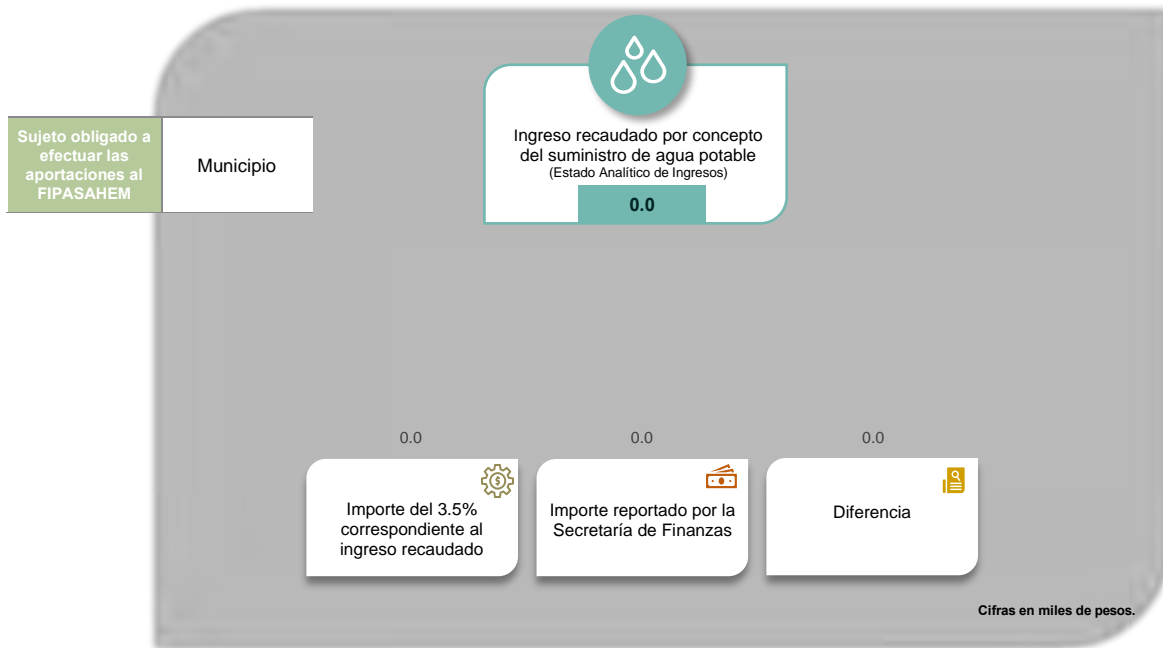 Ingreso recaudado por concepto
del suministro de agua potable
(Estado Analítico de Ingresos)
0.0
Sujeto obligado a
efectuar las
aportaciones al
FIPASAHEM
Municipio
0.0
0.0
0.0
Importe del 3.5%
correspondiente al
ingreso recaudado
Importe reportado por la
Secretaría de Finanzas
Diferencia
Cifras en miles de pesos.